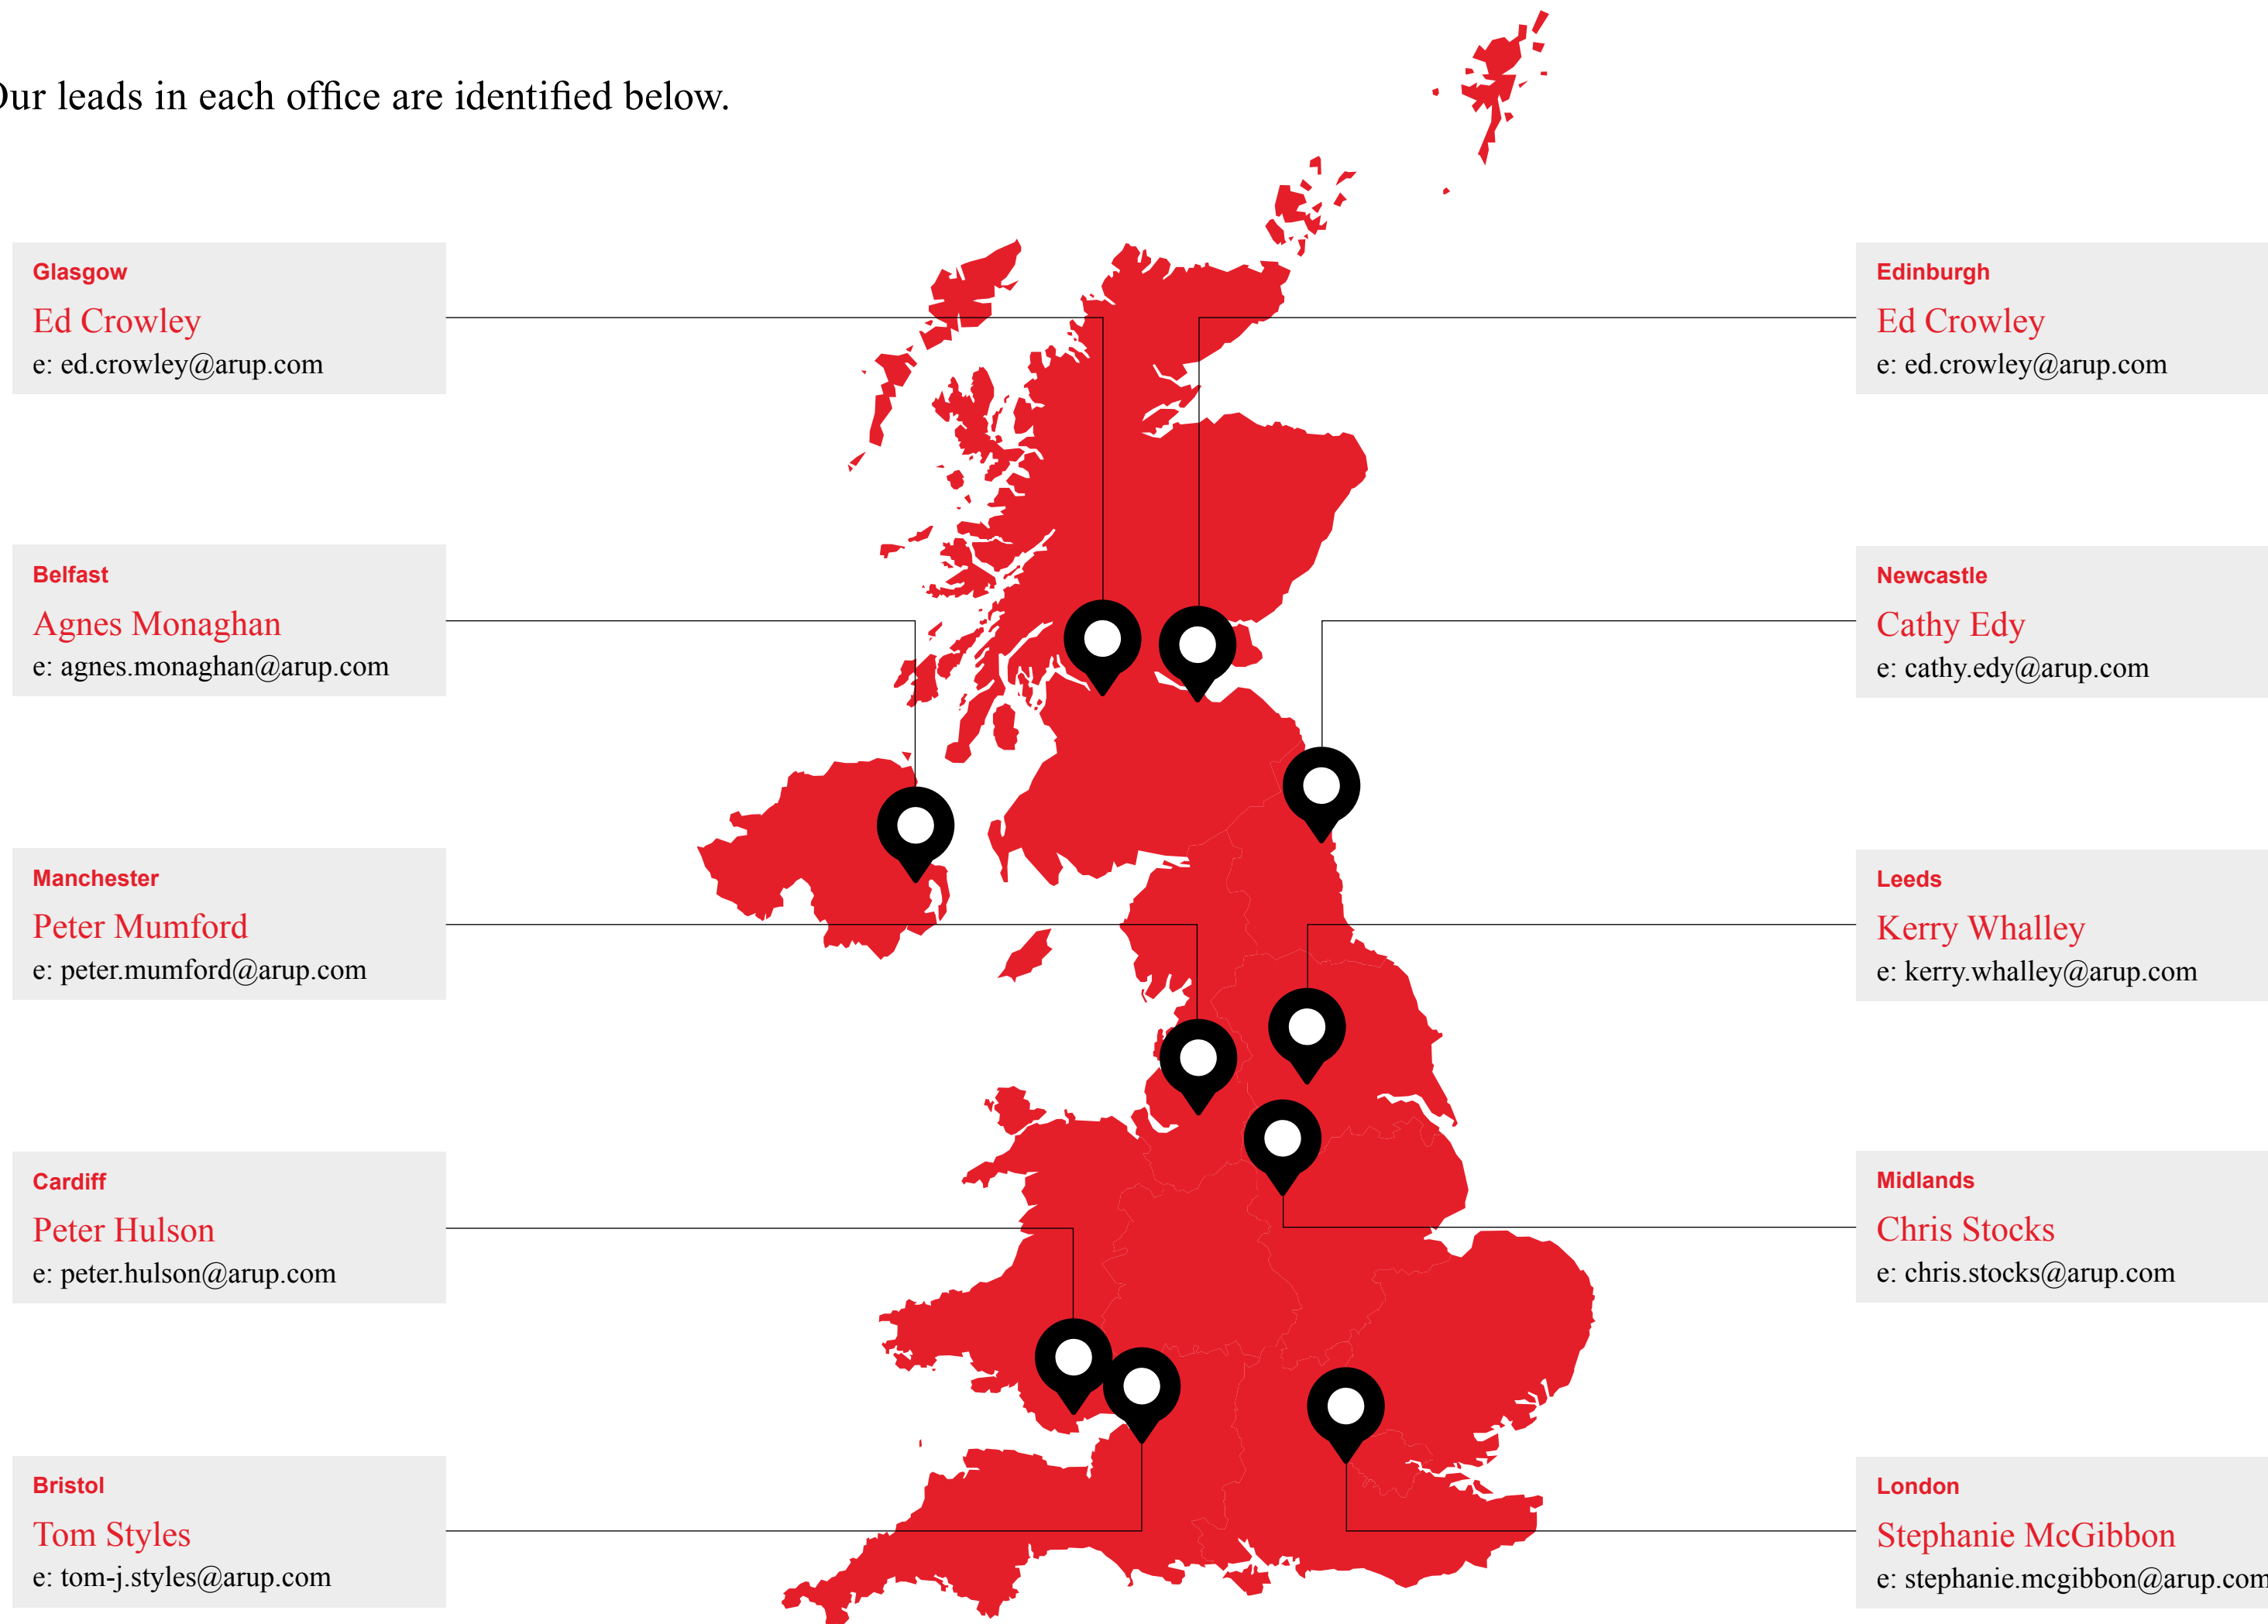 Our leads in each office are identified below.
Glasgow
Ed Crowley
e: ed.crowley@arup.com
Belfast
Agnes Monaghan
e: agnes.monaghan@arup.com
Manchester
Peter Mumford
e: peter.mumford@arup.com
Cardiff
Peter Hulson
e: peter.hulson@arup.com
Bristol
Tom Styles
e: tom-j.styles@arup.com
Edinburgh
Ed Crowley
e: ed.crowley@arup.com
Newcastle
Cathy Edy
e: cathy.edy@arup.com
Leeds
Kerry Whalley
e: kerry.whalley@arup.com
Midlands
Chris Stocks
e: chris.stocks@arup.com
London
Stephanie McGibbon
e: stephanie.mcgibbon@arup.com